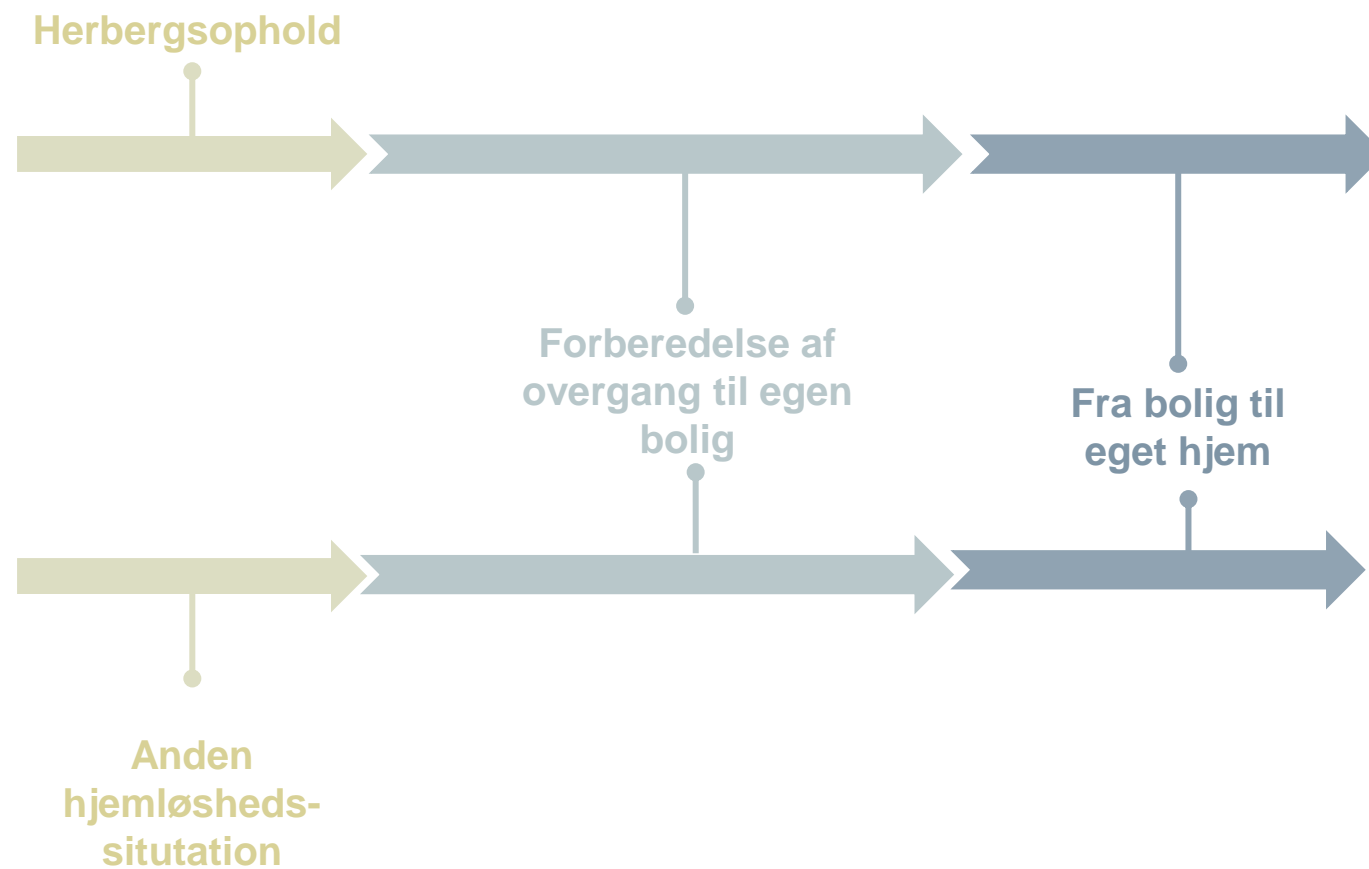 Herbergsophold
Forberedelse af
overgang til egen
bolig
Fra bolig til
eget hjem
Anden
hjemløsheds-
situtation